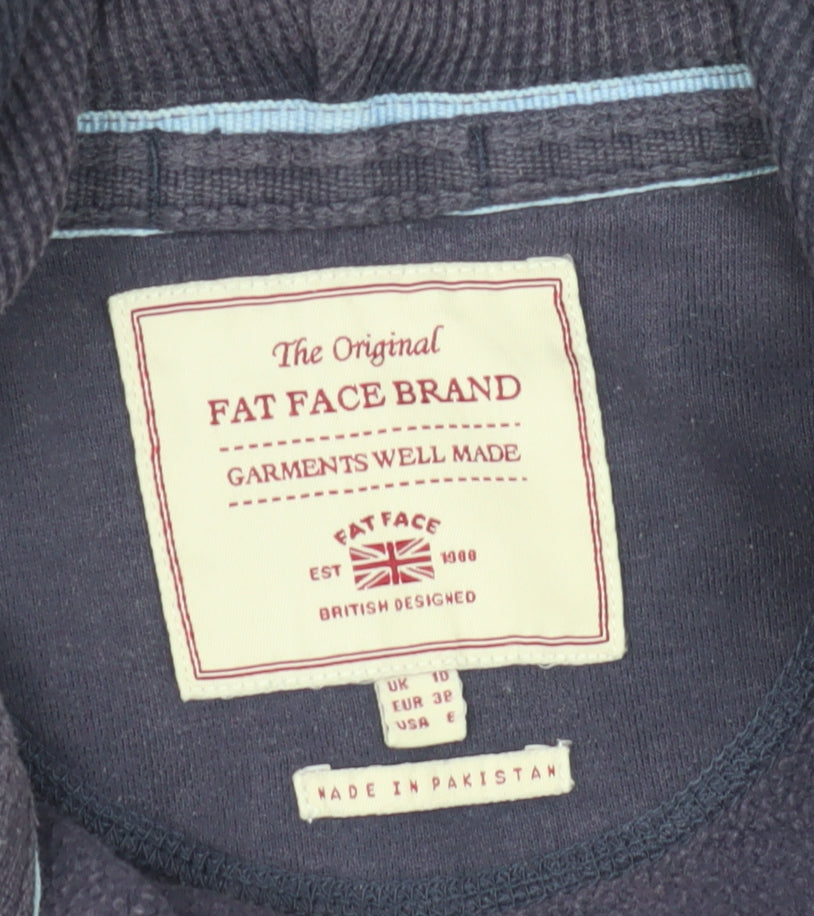 The Original
FAT FACE BRAND
GARMENTS WELL MADE
FAT FACE
EST 1988
BRITISH DESIGNED
UK 10
EUR 38
USA 6
MADE IN PAKISTAN